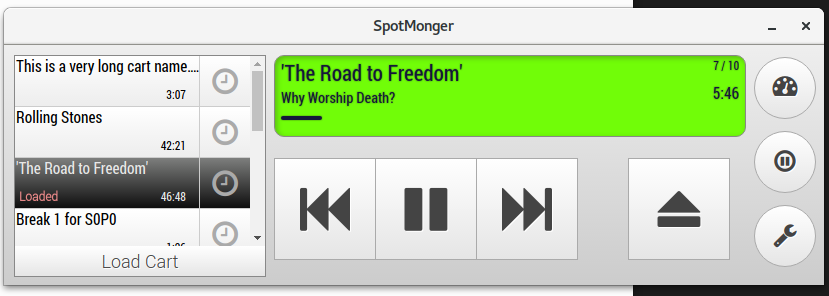 SpotMonger
This is a very long cart name....
3:07
Rolling Stones
42:21
'The Road to Freedom'
Loaded
46:48
Break 1 for S0P0
Load Cart
'The Road to Freedom'
7 / 10
Why Worship Death?
5:46